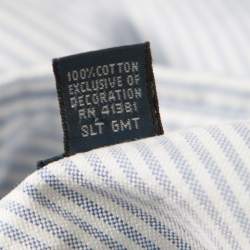 100% COTTON
EXCLUSIVE OF
DECORATION
RN 41381
SLT GMT